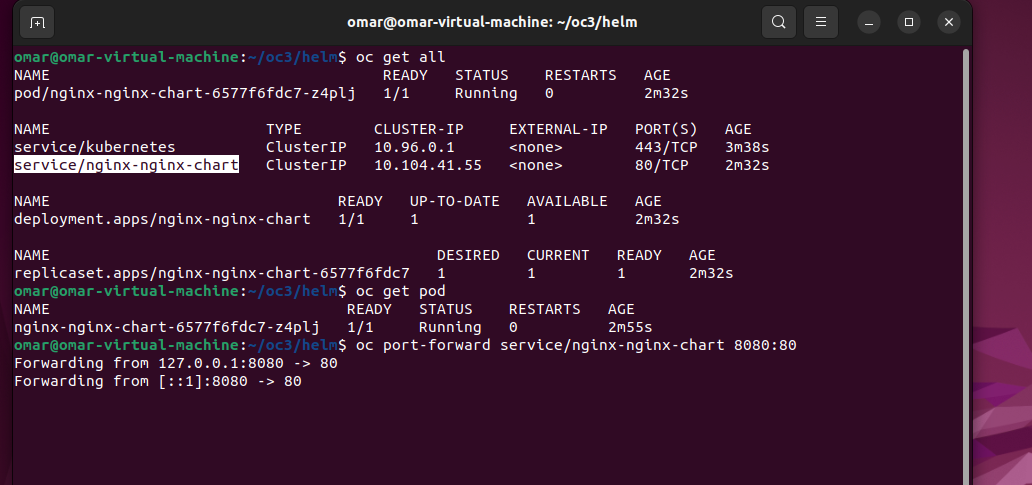 omar@omar-virtual-machine: ~/oc3/helm
omar@omar-virtual-machine:~/oc3/helm$ oc get all
NAME READY STATUS RESTARTS AGE
pod/nginx-nginx-chart-6577f6fdc7-z4plj 1/1 Running 0 2m32s
NAME TYPE CLUSTER-IP EXTERNAL-IP PORT(S) AGE
service/kubernetes ClusterIP 10.96.0.1 <none> 443/TCP 3m38s
service/nginx-nginx-chart ClusterIP 10.104.41.55 <none> 80/TCP 2m32s
NAME READY UP-TO-DATE AVAILABLE AGE
deployment.apps/nginx-nginx-chart 1/1 1 1 2m32s
NAME DESIRED CURRENT READY AGE
replicaset.apps/nginx-nginx-chart-6577f6fdc7 1 1 1 2m32s
omar@omar-virtual-machine:~/oc3/helm$ oc get pod
NAME READY STATUS RESTARTS AGE
nginx-nginx-chart-6577f6fdc7-z4plj 1/1 Running 0 2m55s
omar@omar-virtual-machine:~/oc3/helm$ oc port-forward service/nginx-nginx-chart 8080:80
Forwarding from 127.0.0.1:8080 -> 80
Forwarding from [::1]:8080 -> 80